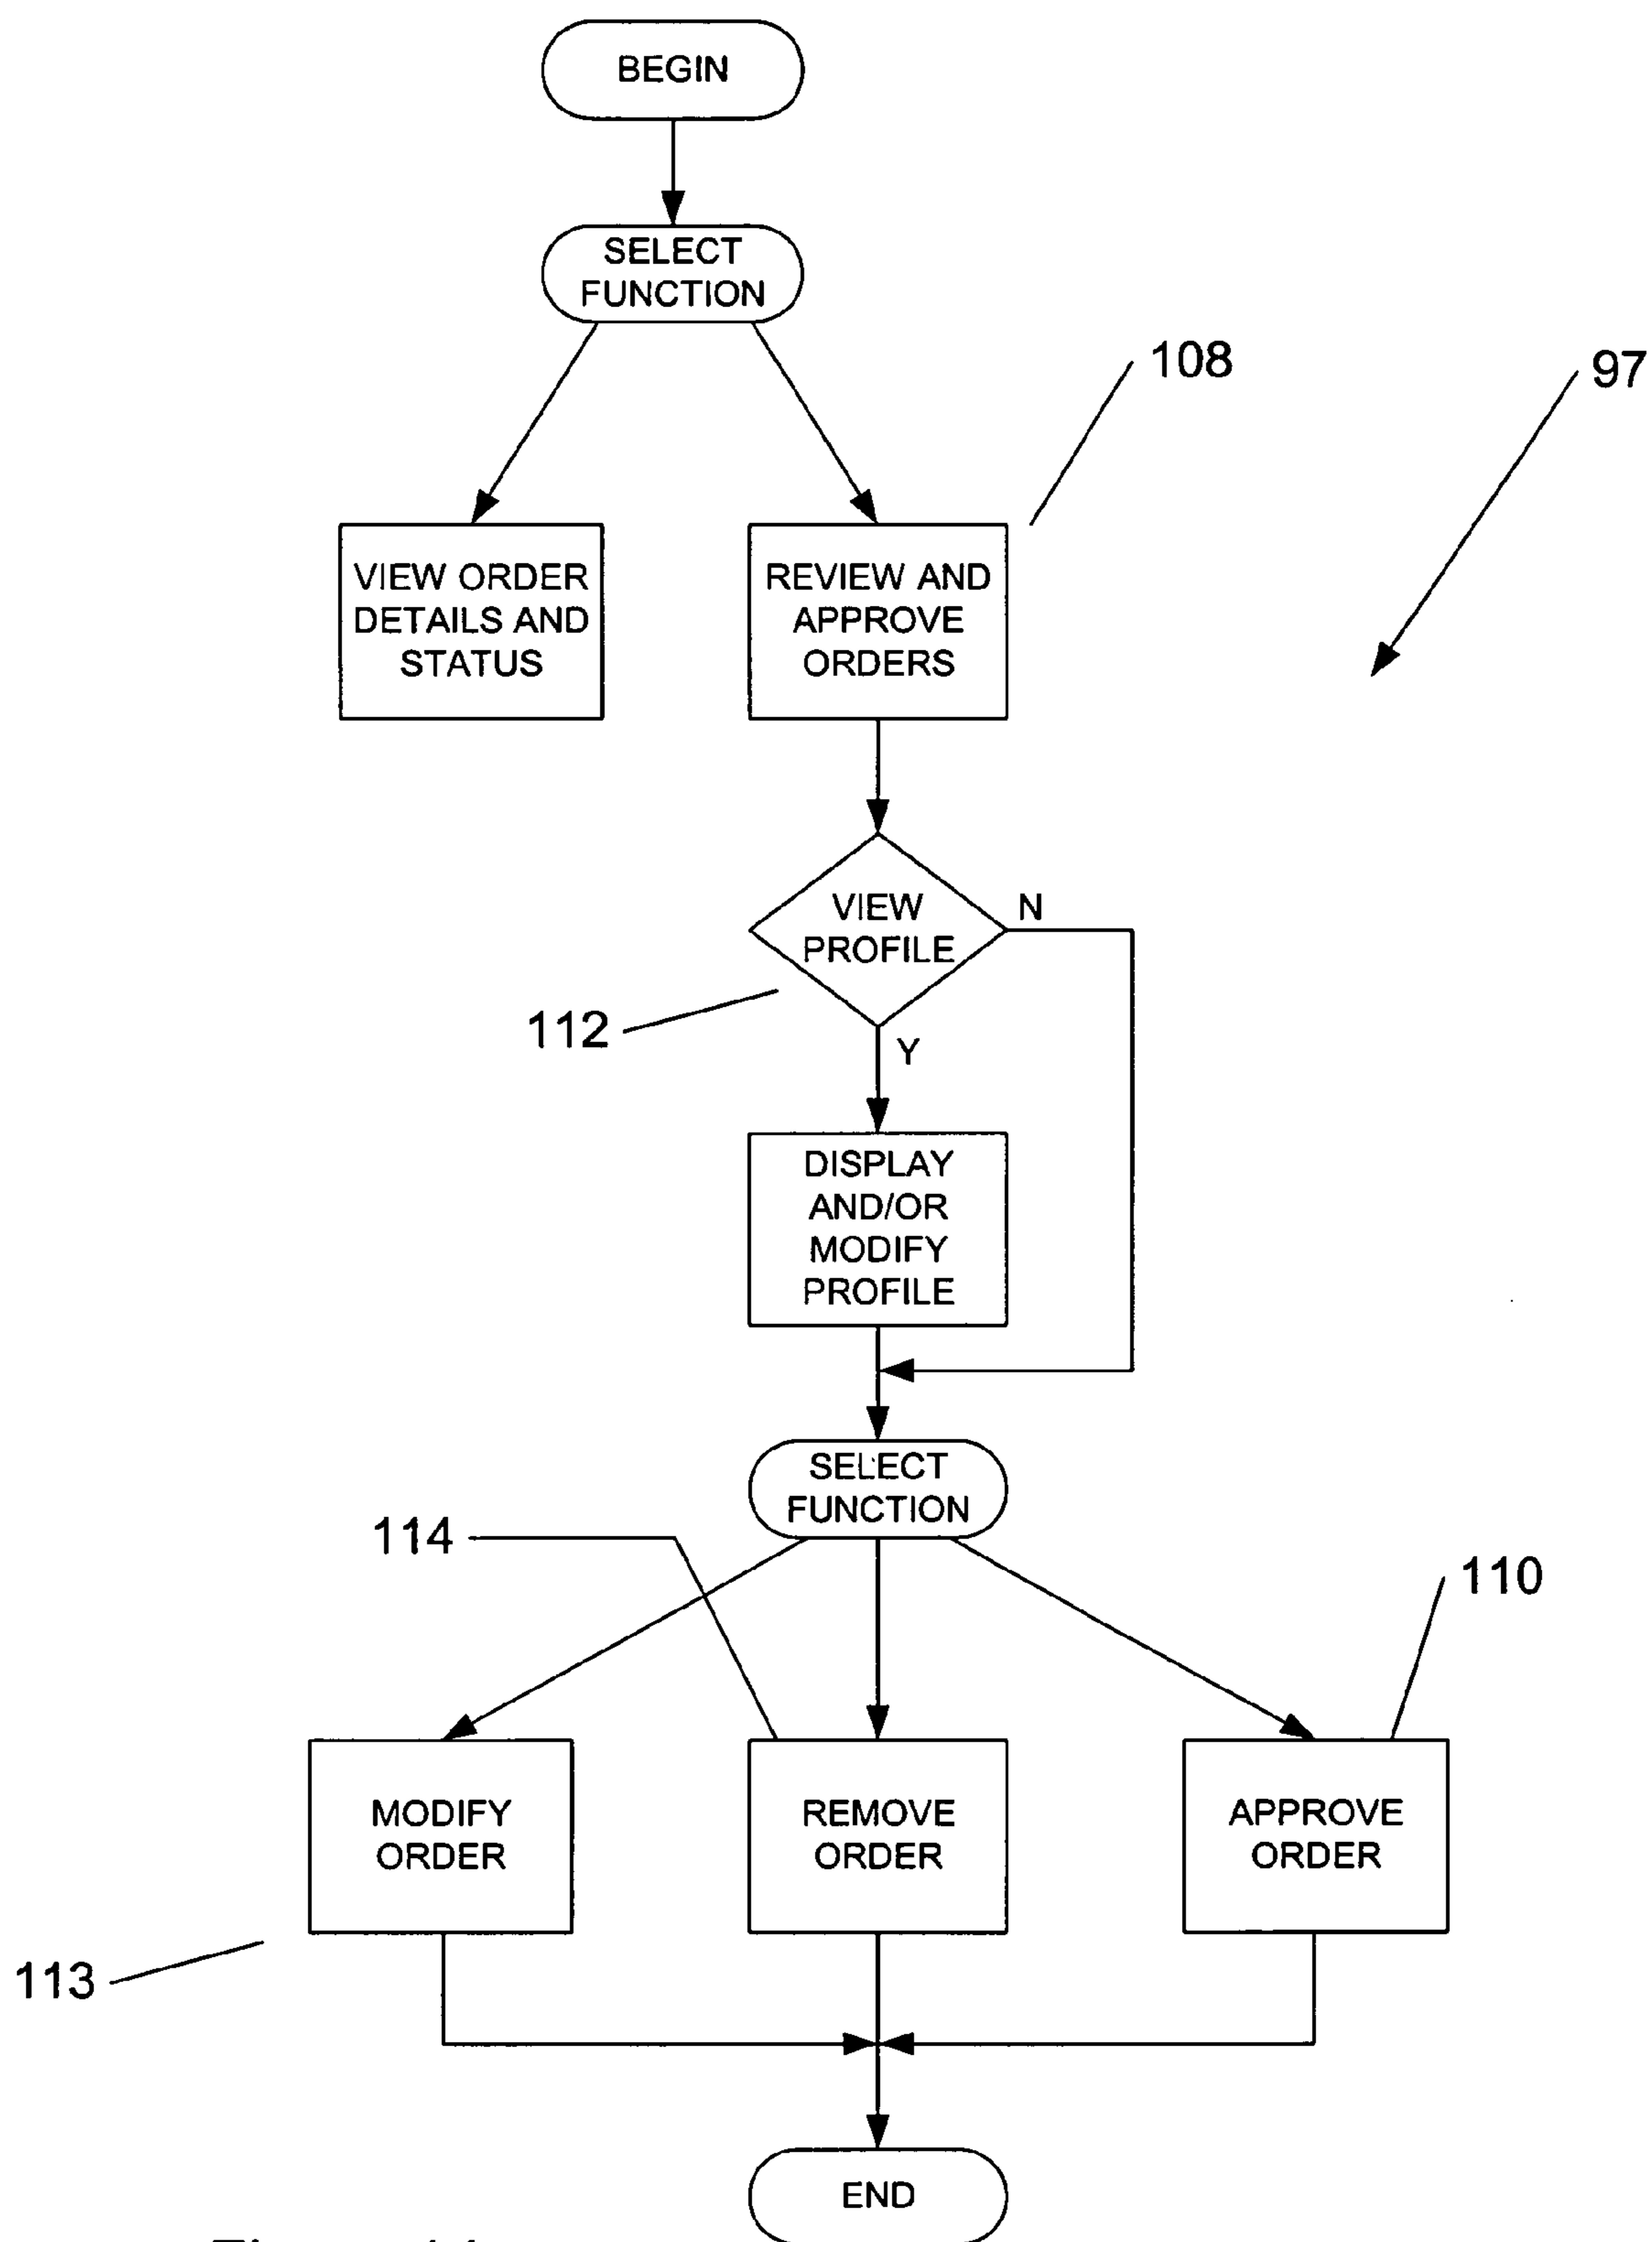 BEGIN
SELECT
FUNCTION
108
97
VIEW ORDER
DETAILS AND
STATUS
REVIEW AND
APPROVE
ORDERS
VIEW
PROFILE
N
112
Y
DISPLAY
AND/OR
MODIFY
PROFILE
SELECT
FUNCTION
114
110
MODIFY
ORDER
REMOVE
ORDER
APPROVE
ORDER
113
END